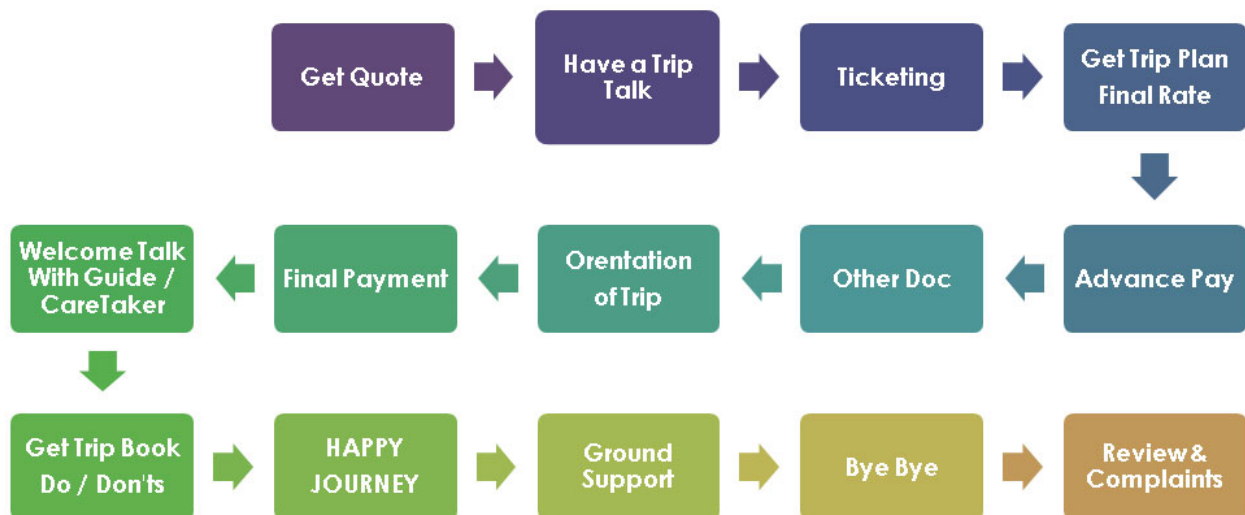 Get Quote
Have a Trip
Talk
Ticketing
Get Trip Plan
Final Rate
Advance Pay
Other Doc
Orentation
of Trip
Final Payment
Welcome Talk
With Guide /
CareTaker
Get Trip Book
Do / Don'ts
HAPPY
JOURNEY
Ground
Support
Bye Bye
Review &
Complaints